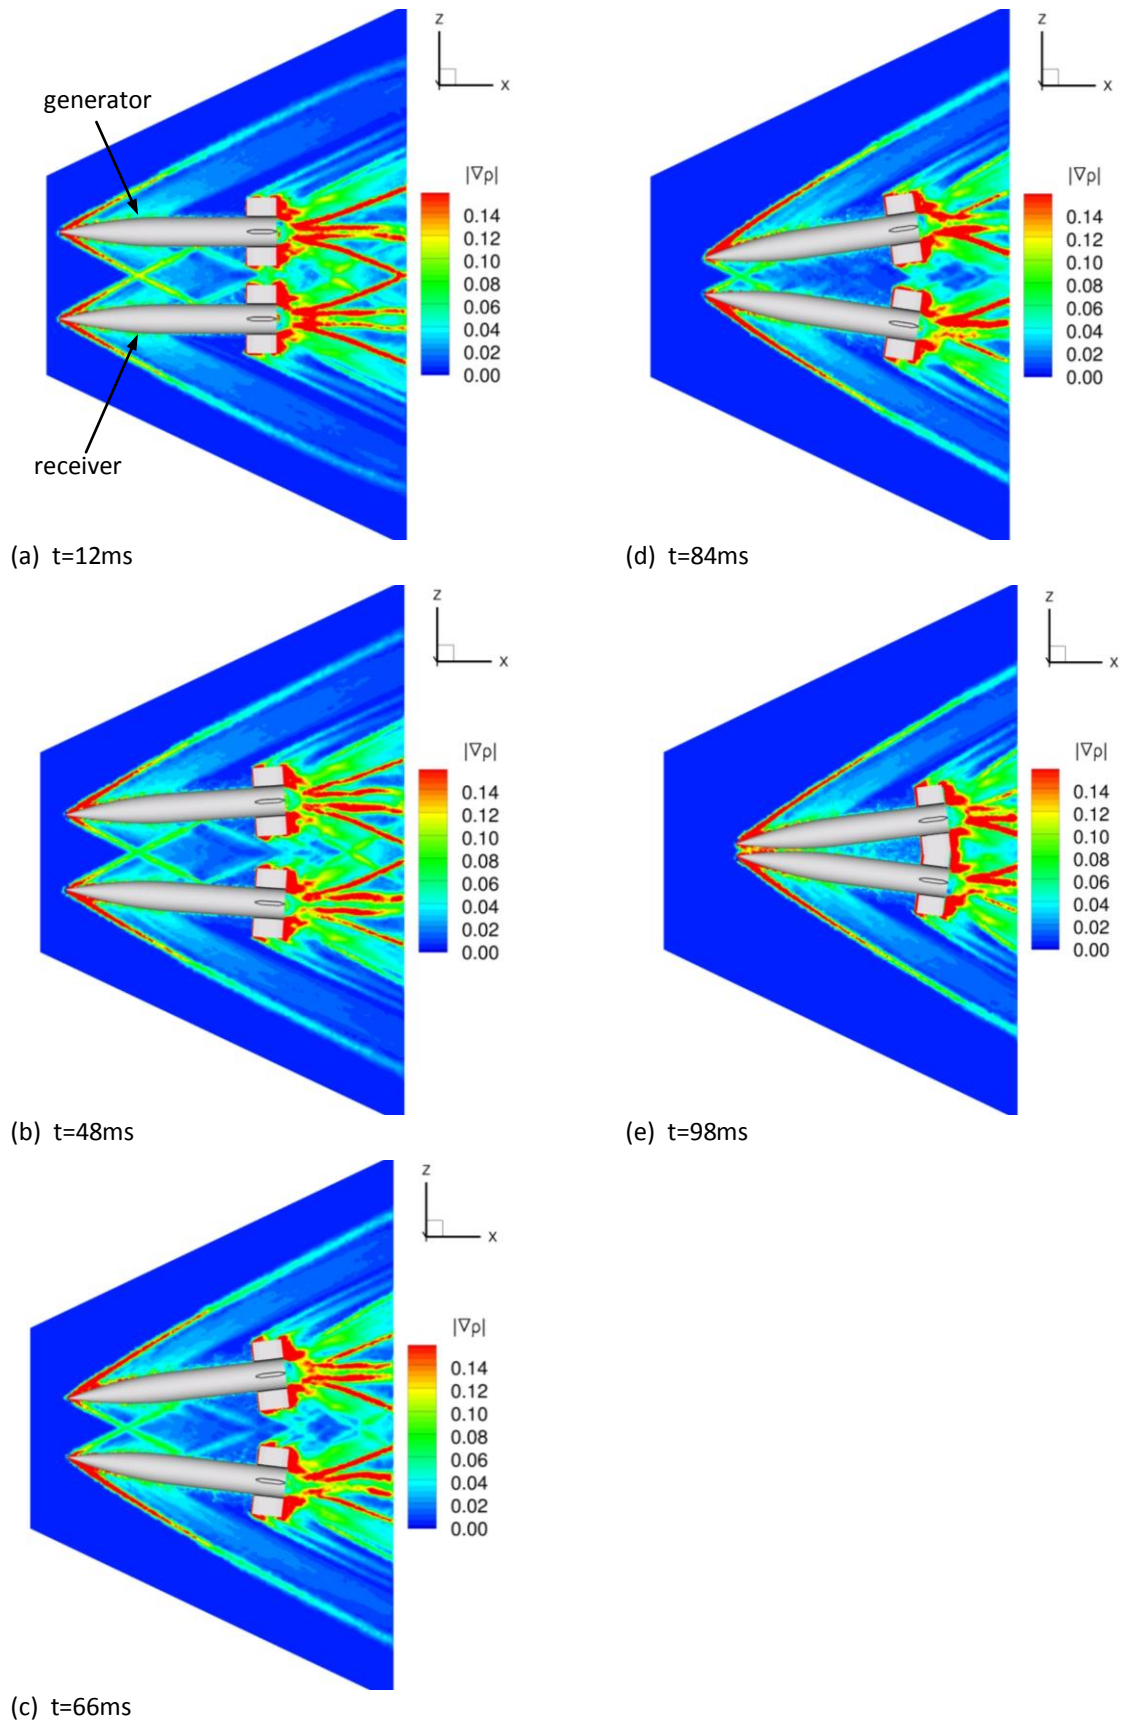 z
x
generator
|∇p|
0.14
0.12
0.10
0.08
0.06
0.04
0.02
0.00
receiver
(a) t=12ms
z
x
|∇p|
0.14
0.12
0.10
0.08
0.06
0.04
0.02
0.00
(d) t=84ms
z
x
|∇p|
0.14
0.12
0.10
0.08
0.06
0.04
0.02
0.00
(b) t=48ms
z
x
|∇p|
0.14
0.12
0.10
0.08
0.06
0.04
0.02
0.00
(e) t=98ms
z
x
|∇p|
0.14
0.12
0.10
0.08
0.06
0.04
0.02
0.00
(c) t=66ms